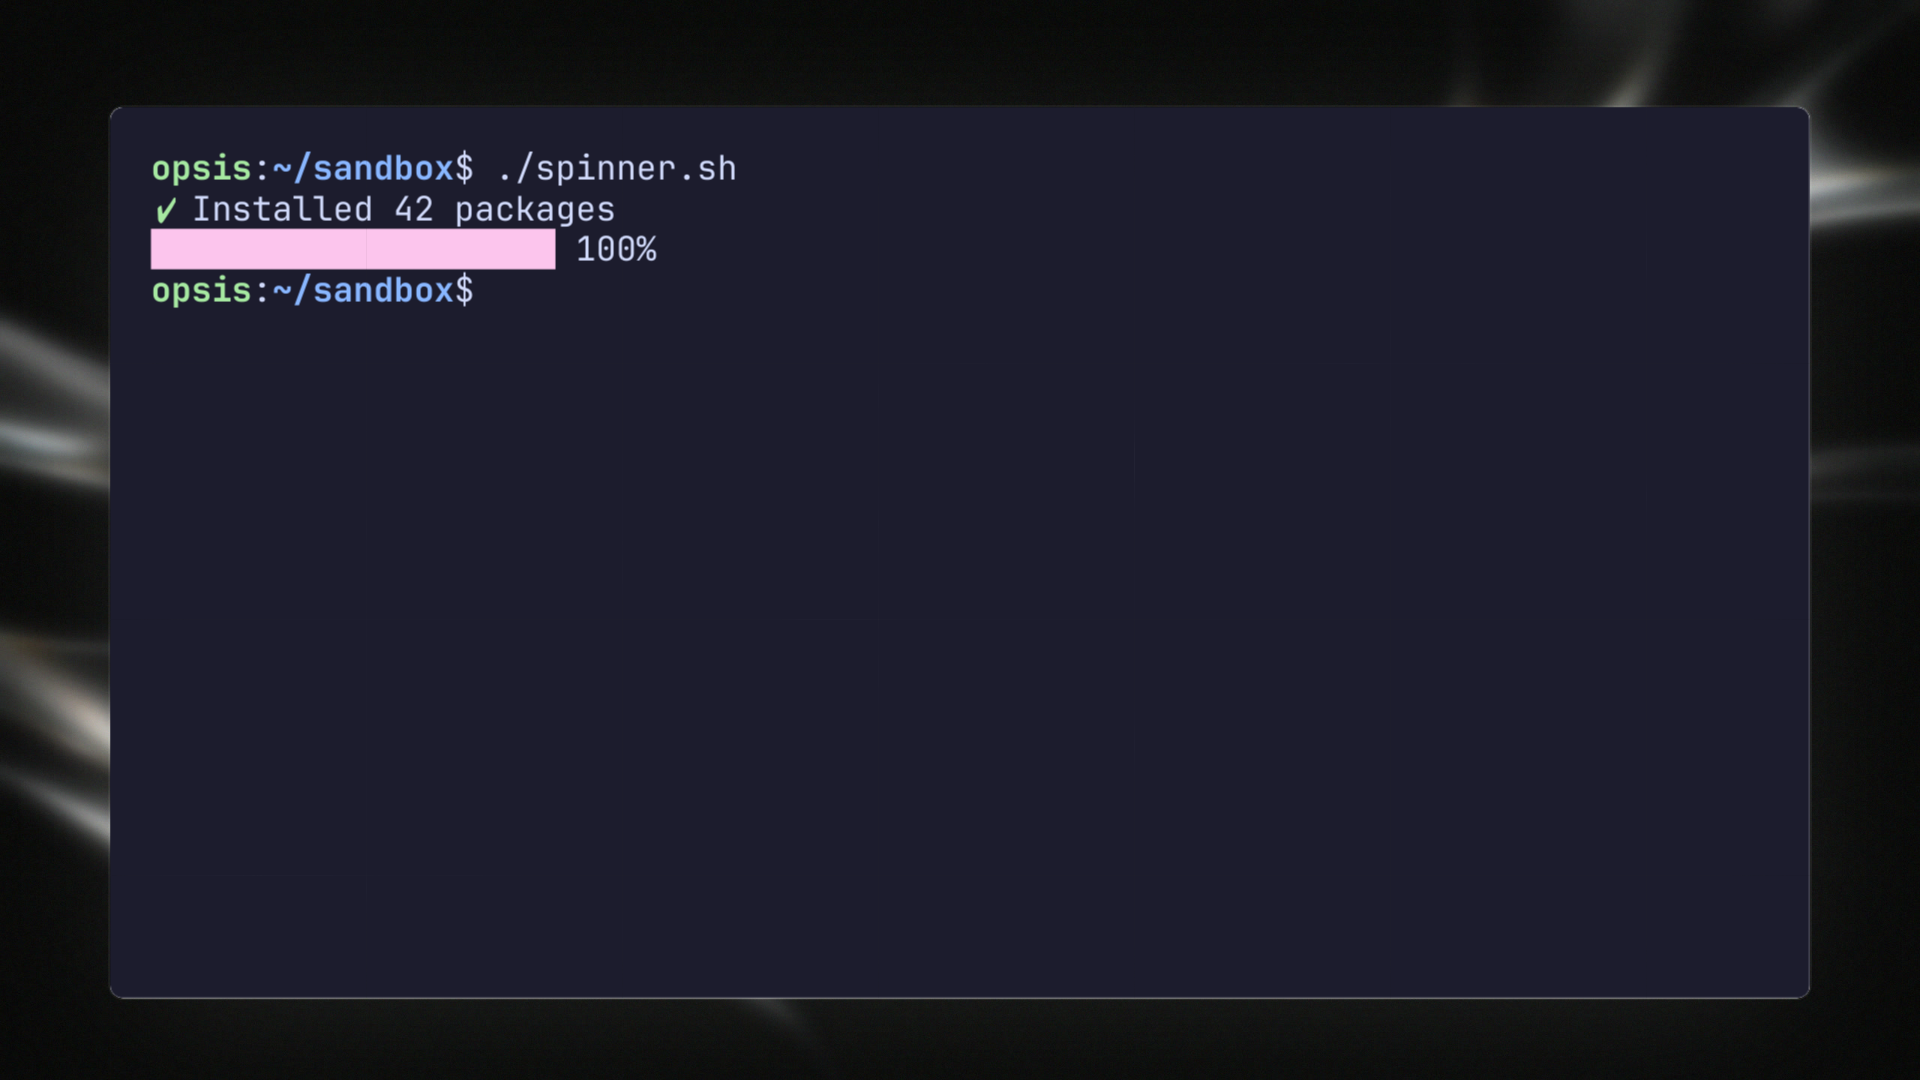 opsis:~/sandbox$ ./spinner.sh
✓ Installed 42 packages
████████████████████ 100%
opsis:~/sandbox$